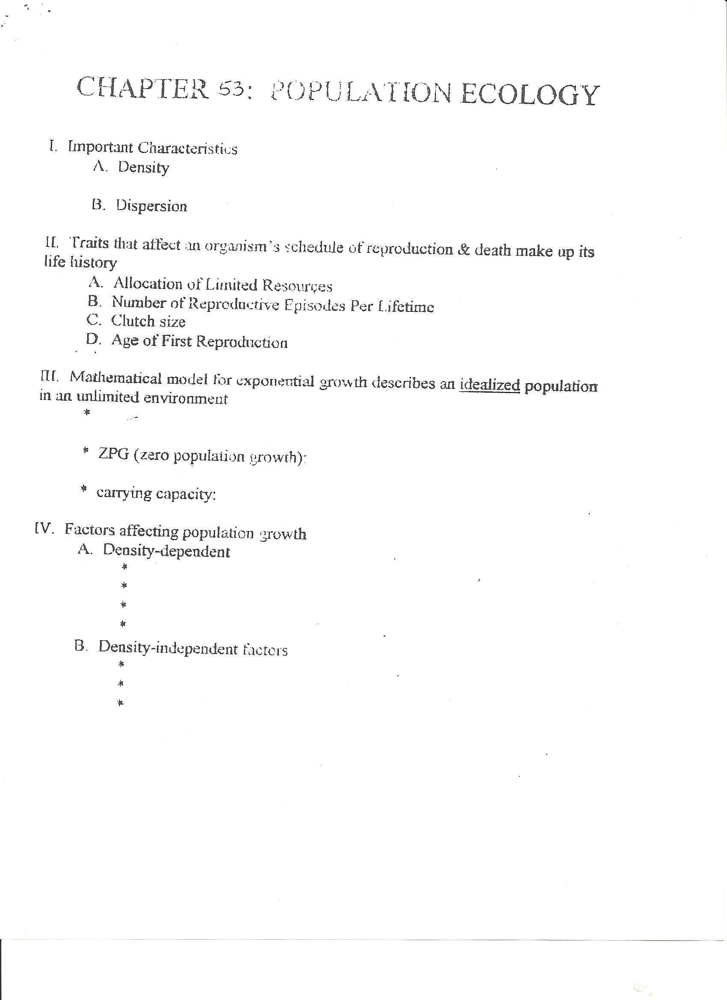 CHAPTER 53: POPULATION ECOLOGY
I. Important Characteristics
A. Density
B. Dispersion
II. Traits that affect an organism's schedule of reproduction & death make up its
life history
A. Allocation of Limited Resources
B. Number of Reproductive Episodes Per Lifetime
C. Clutch size
D. Age of First Reproduction
III. Mathematical model for exponential growth describes an idealized population
in an unlimited environment
*
* ZPG (zero population growth):
* carrying capacity:
IV. Factors affecting population growth
A. Density-dependent
*
*
*
*
B. Density-independent factors
*
*
*